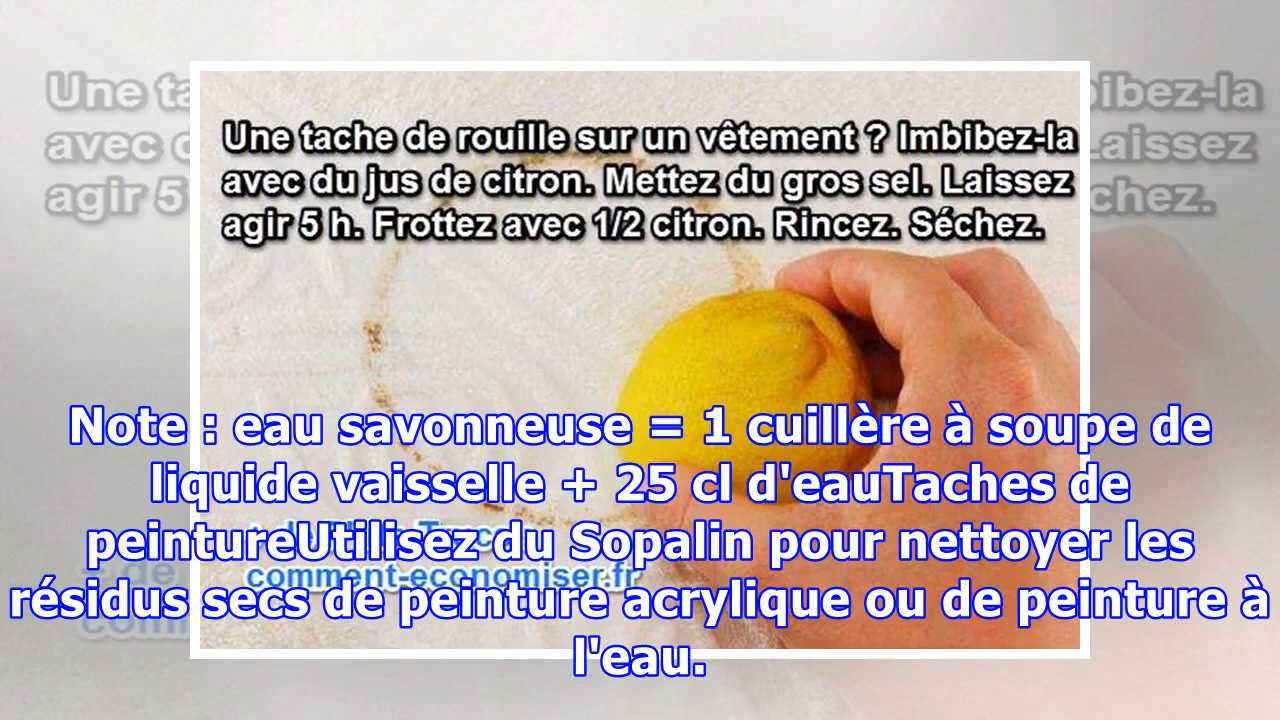 Une tache de rouille sur un vêtement ? Imbibez-la
avec du jus de citron. Mettez du gros sel. Laissez
agir 5 h. Frottez avec 1/2 citron. Rincez. Séchez.
Note : eau savonneuse = 1 cuillère à soupe de
liquide vaisselle + 25 cl d'eauTaches de
peintureUtilisez du Sopalin pour nettoyer les
comment-economiser.fr
résidus secs de peinture acrylique ou de peinture à
l'eau.